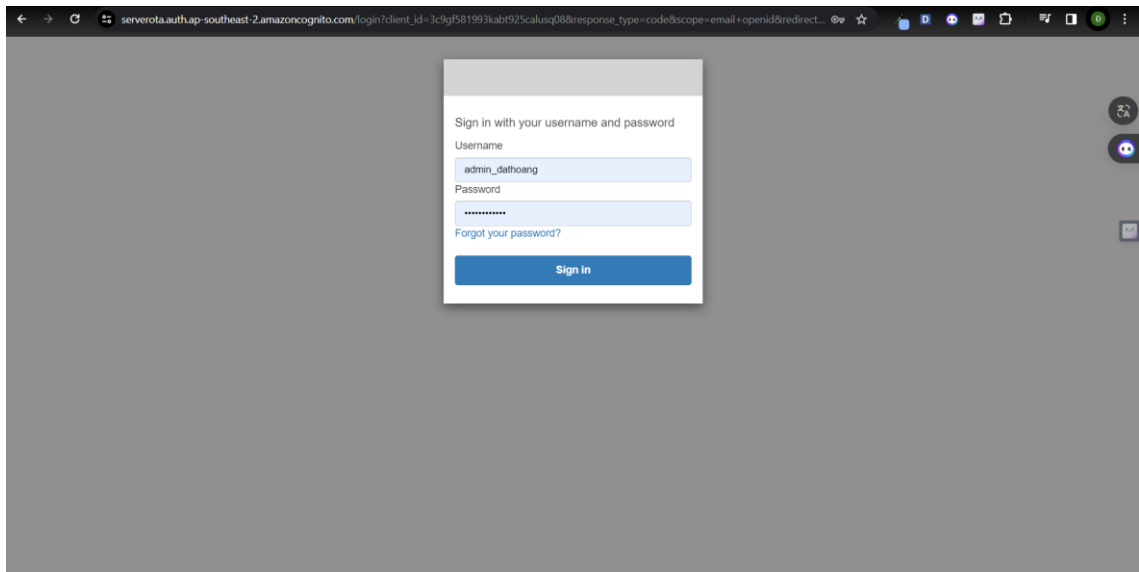 serverota.auth.ap-southeast-2.amazoncognito.com/login?client_id=3c9gf581993kabt925calusq08&response_type=code&scope=email+openid&redirect...
Sign in with your username and password
Username
admin_dathoang
Password
••••••••••••
Forgot your password?
Sign in